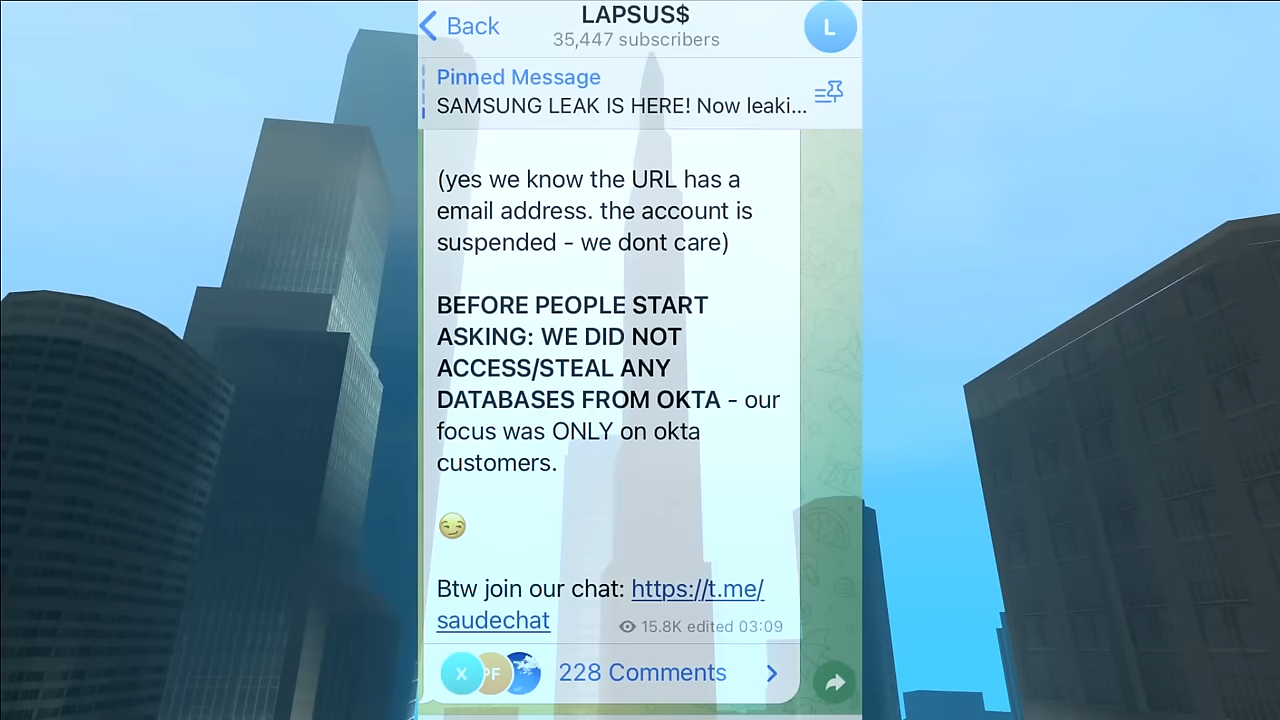 LAPSUS$
Back
35,447 subscribers
L
Pinned Message
SAMSUNG LEAK IS HERE! Now leaki...
(yes we know the URL has a
email address. the account is
suspended - we dont care)
BEFORE PEOPLE START
ASKING: WE DID NOT
ACCESS/STEAL ANY
DATABASES FROM OKTA - our
focus was ONLY on okta
customers.
😏
Btw join our chat: https://t.me/
saudechat
15.8K edited 03:09
X PF
228 Comments